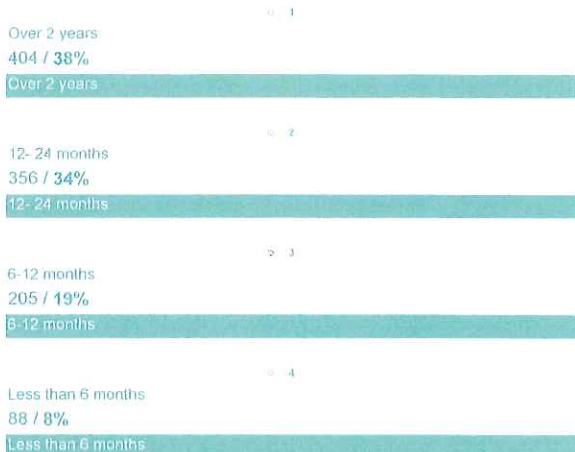 1
Over 2 years
404 / 38%
Over 2 years
2
12- 24 months
356 / 34%
12- 24 months
3
6-12 months
205 / 19%
6-12 months
4
Less than 6 months
88 / 8%
Less than 6 months